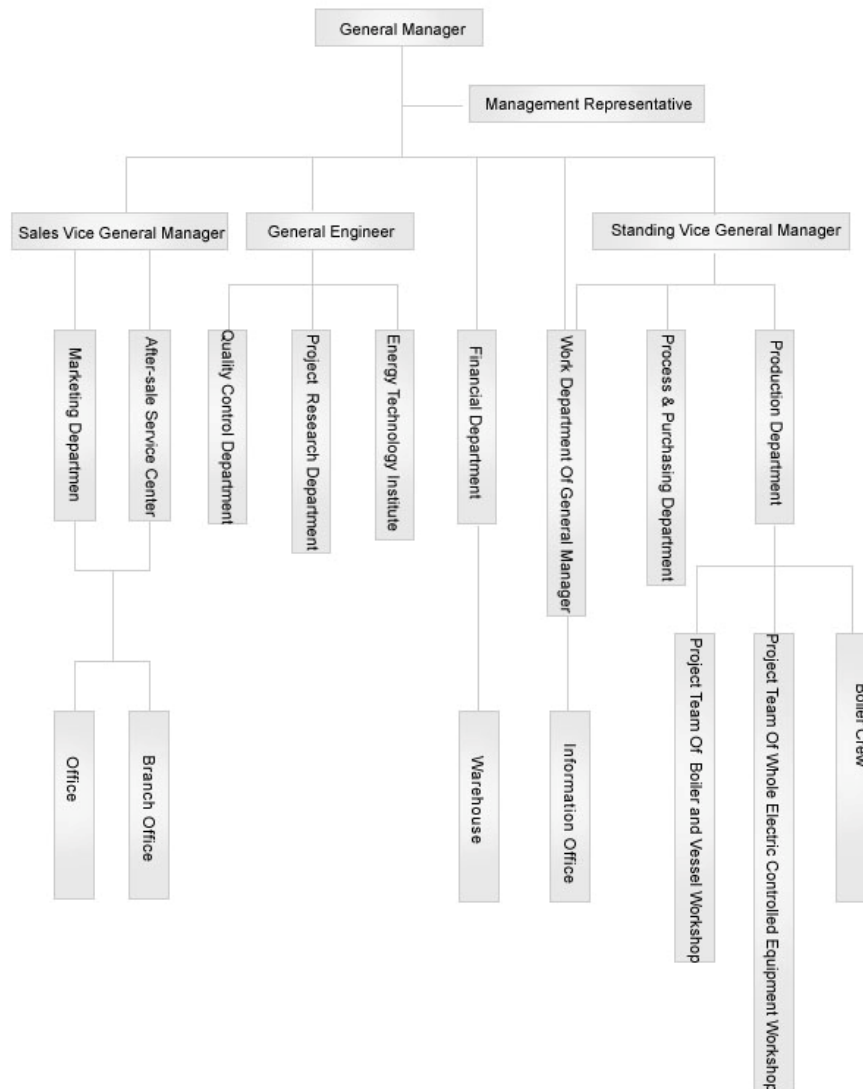 General Manager
Management Representative
Sales Vice General Manager
General Engineer
Standing Vice General Manager
Marketing Departmen
After-sale Service Center
Quality Control Department
Project Research Department
Energy Technology Institute
Financial Department
Work Department Of General Manager
Process & Purchasing Department
Production Department
Office
Branch Office
Warehouse
Information Office
Project Team Of Boiler and Vessel Workshop
Project Team Of Whole Electric Controlled Equipment Workshop
Boiler Crew